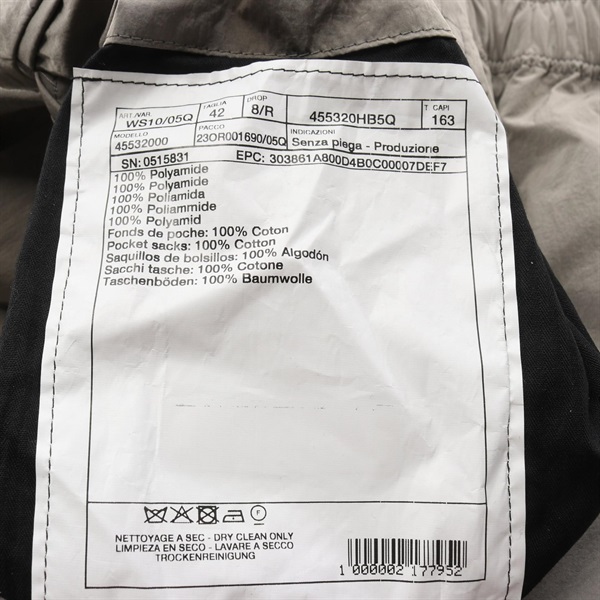 ART./VAR. WS10/05Q TAGLIA 42 DROP 8/R 455320HB5Q T. CAPI 163
MODELLO 45532000 PACCO 23OR001690/05Q INDICAZIONI Senza piega - Produzione
SN: 0515831 EPC: 303861A800D4B0C00007DEF7
100% Polyamide
100% Polyamide
100% Poliamida
100% Poliammide
100% Polyamid
Fonds de poche: 100% Coton
Pocket sacks: 100% Cotton
Saquillos de bolsillos: 100% Algodón
Sacchi tasche: 100% Cotone
Taschenböden: 100% Baumwolle
F
NETTOYAGE A SEC - DRY CLEAN ONLY
LIMPIEZA EN SECO - LAVARE A SECCO
TROCKENREINIGUNG
1 000002 177952